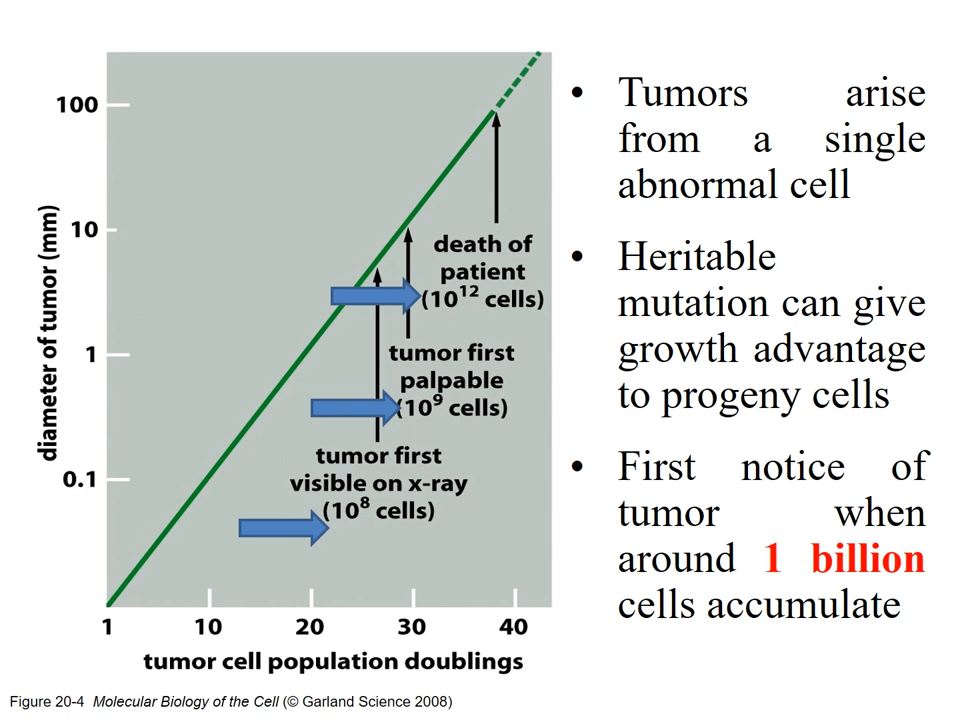 100
10
1
0.1
diameter of tumor (mm)
death of
patient
(10¹² cells)
tumor first
palpable
(10⁹ cells)
tumor first
visible on x-ray
(10⁸ cells)
1 10 20 30 40
tumor cell population doublings
• Tumors arise
from a single
abnormal cell
• Heritable
mutation can give
growth advantage
to progeny cells
• First notice of
tumor when
around 1 billion
cells accumulate
Figure 20-4 Molecular Biology of the Cell (© Garland Science 2008)